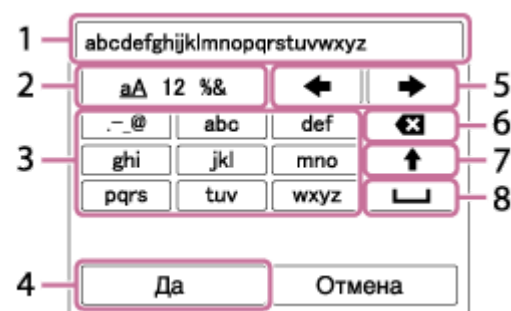 1 abcdefghijklmnopqrstuvwxyz
2 aA 12 %& 5
.-_@ abc def 6
3 ghi jkl mno 7
pqrs tuv wxyz 8
4 Да Отмена